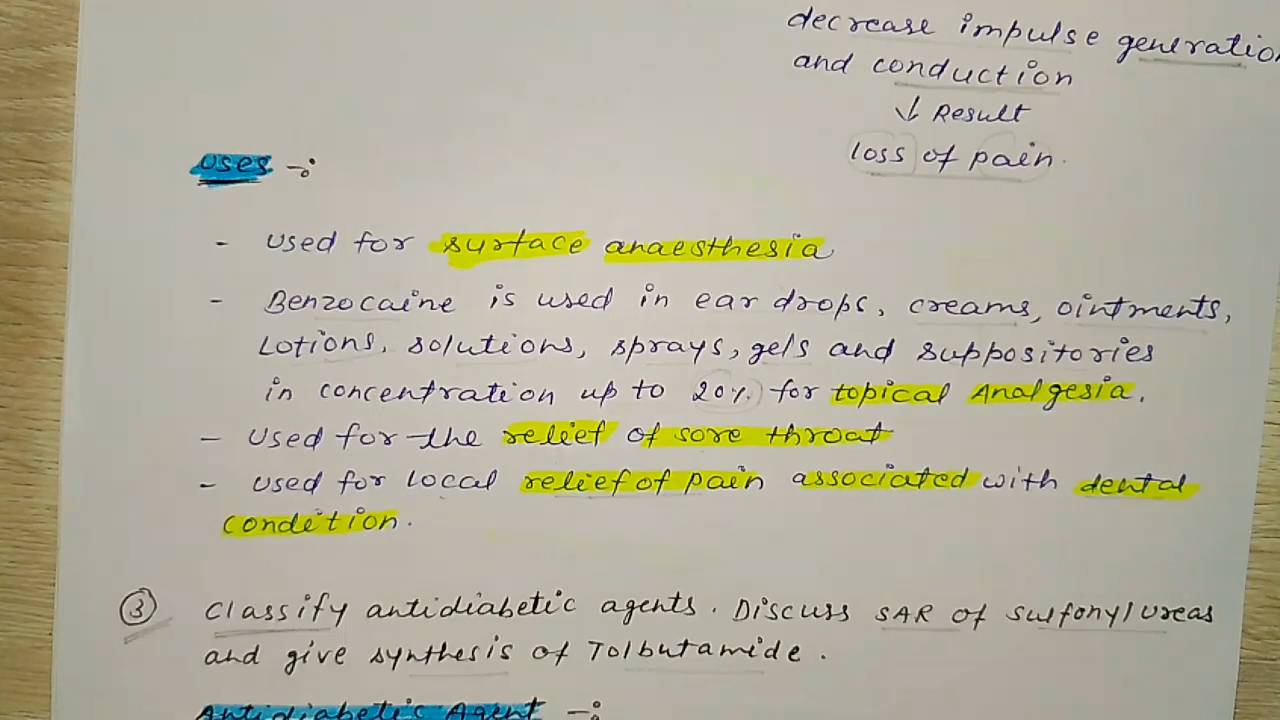 decrease impulse generation
and conduction
↓ Result
loss of pain.
Uses -:
- used for surface anaesthesia
- Benzocaine is used in ear drops, creams, ointments,
Lotions, solutions, sprays, gels and suppositories
in concentration up to 20% for topical Analgesia.
- Used for the relief of sore throat
- used for local relief of pain associated with dental
condition.
③ Classify antidiabetic agents. Discuss SAR of sulfonylureas
and give synthesis of Tolbutamide.
Antidiabetic Agent -: